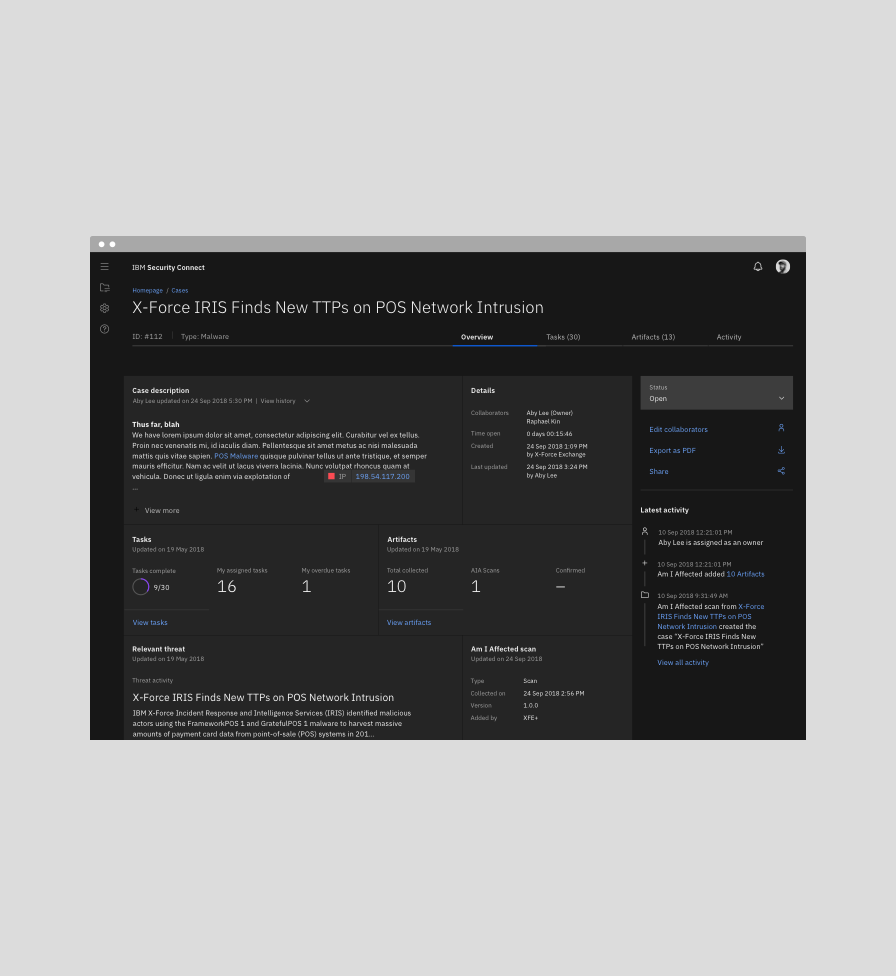 IBM Security Connect
Homepage / Cases
X-Force IRIS Finds New TTPs on POS Network Intrusion
ID: #112 Type: Malware
Overview Tasks (30) Artifacts (13) Activity
Case description
Aby Lee updated on 24 Sep 2018 5:30 PM | View history
Thus far, blah
We have lorem ipsum dolor sit amet, consectetur adipiscing elit. Curabitur vel ex tellus.
Proin nec venenatis mi, id iaculis diam. Pellentesque sit amet metus ac nisi malesuada
mattis quis vitae sapien. POS Malware quisque pulvinar tellus ut ante tristique, et semper
mauris efficitur. Nam ac velit ut lacus viverra lacinia. Nunc volutpat rhoncus quam at
vehicula. Donec ut ligula enim via explotation of IP 198.54.117.200
...
View more
Details
Collaborators Aby Lee (Owner)
Raphael Kin
Time open 0 days 00:15:46
Created 24 Sep 2018 1:09 PM
by X-Force Exchange
Last updated 24 Sep 2018 3:24 PM
by Aby Lee
Status
Open
Edit collaborators
Export as PDF
Share
Latest activity
10 Sep 2018 12:21:01 PM
Aby Lee is assigned as an owner
10 Sep 2018 12:21:01 PM
Am I Affected added 10 Artifacts
10 Sep 2018 9:31:49 AM
Am I Affected scan from X-Force
IRIS Finds New TTPs on POS
Network Intrusion created the
case "X-Force IRIS Finds New
TTPs on POS Network Intrusion"
View all activity
Tasks
Updated on 19 May 2018
Tasks complete My assigned tasks My overdue tasks
9/30 16 1
View tasks
Artifacts
Updated on 19 May 2018
Total collected AIA Scans Confirmed
10 1 –
View artifacts
Relevant threat
Updated on 19 May 2018
Threat activity
X-Force IRIS Finds New TTPs on POS Network Intrusion
IBM X-Force Incident Response and Intelligence Services (IRIS) identified malicious
actors using the FrameworkPOS 1 and GratefulPOS 1 malware to harvest massive
amounts of payment card data from point-of-sale (POS) systems in 201...
Am I Affected scan
Updated on 24 Sep 2018
Type Scan
Collected on 24 Sep 2018 2:56 PM
Version 1.0.0
Added by XFE+